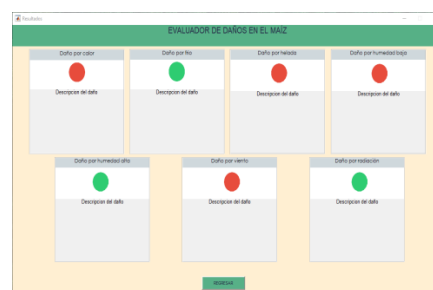 Resultados
EVALUADOR DE DAÑOS EN EL MAÍZ
Daño por calor
Daño por frio
Daño por helada
Daño por humedad baja
Descripcion del daño
Descripcion del daño
Descripcion del daño
Descripcion del daño
Daño por humedad alta
Daño por viento
Daño por radiación
Descripcion del daño
Descripcion del daño
Descripcion del daño
REGRESAR